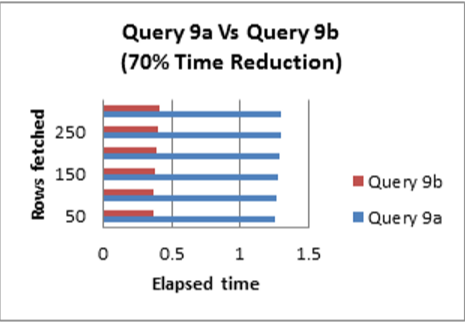 Query 9a Vs Query 9b
(70% Time Reduction)
Rows fetched
250
150
50
0 0.5 1 1.5
Elapsed time
Query 9b
Query 9a